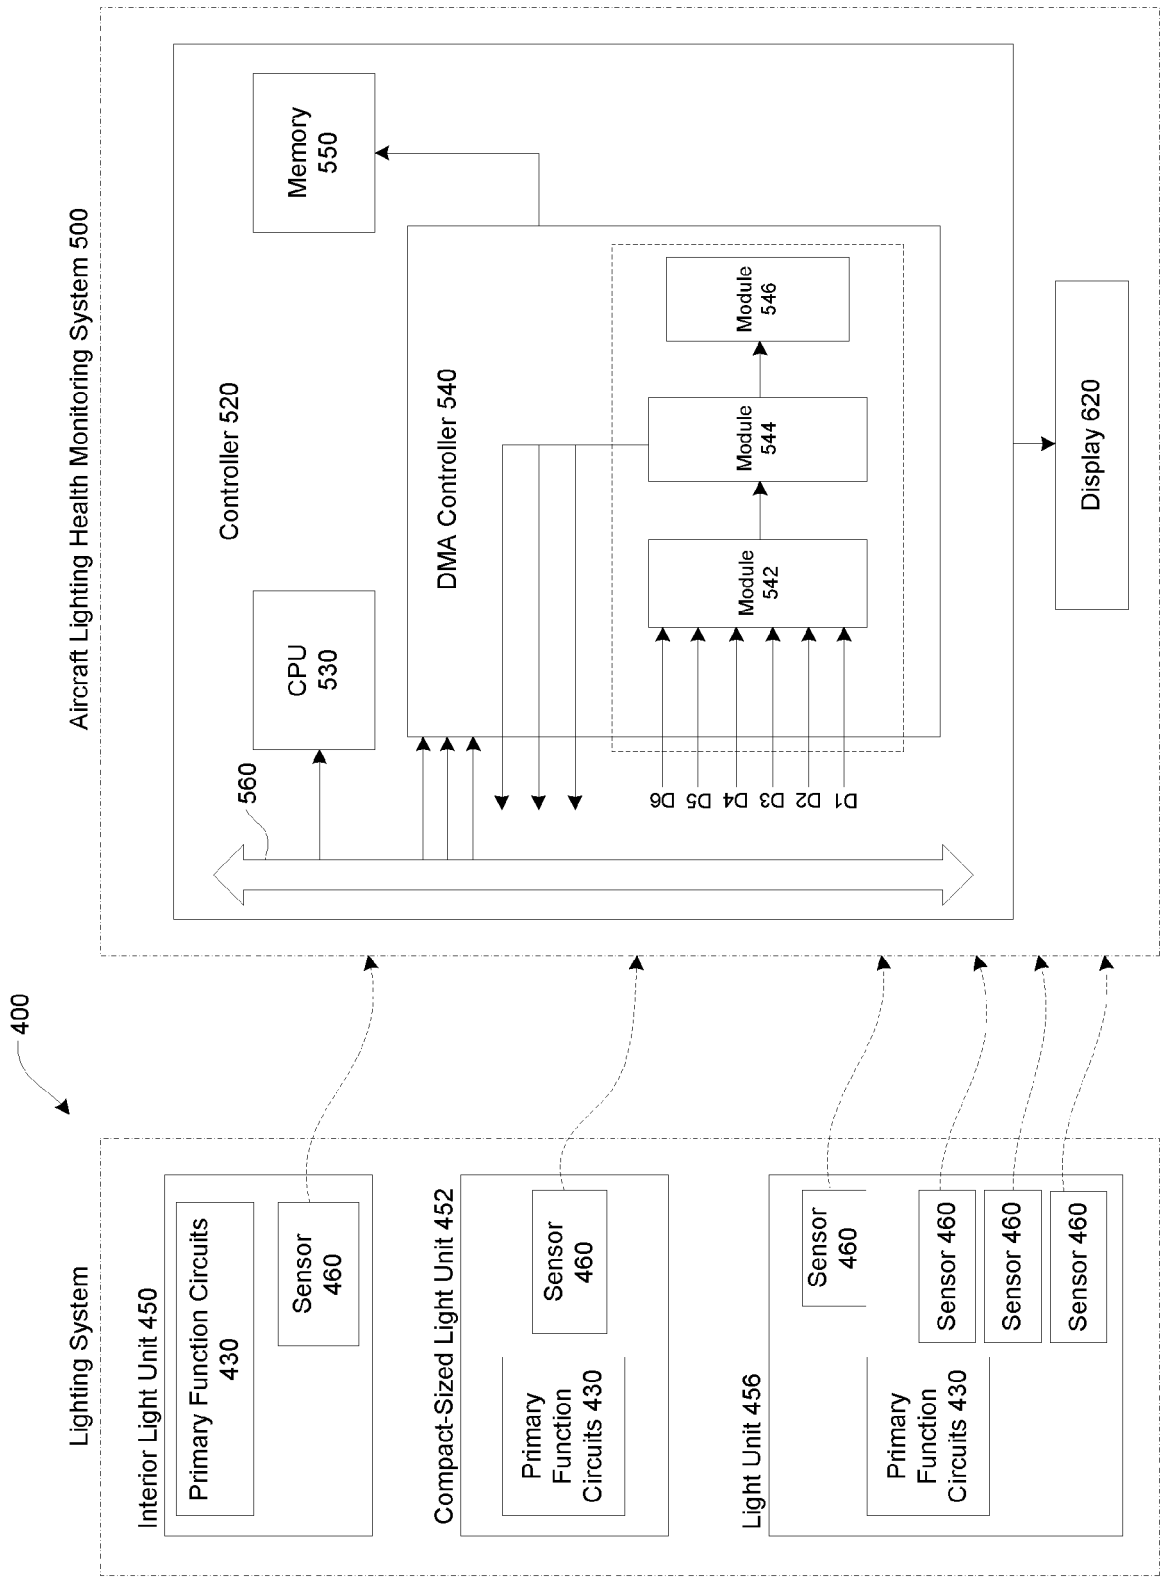 400
Lighting System
Interior Light Unit 450
Primary Function Circuits
430
Sensor
460
Compact-Sized Light Unit 452
Primary
Function
Circuits 430
Sensor
460
Light Unit 456
Primary
Function
Circuits 430
Sensor
460
Sensor 460
Sensor 460
Sensor 460
Aircraft Lighting Health Monitoring System 500
Controller 520
560
CPU
530
Memory
550
DMA Controller 540
D6
D5
D4
D3
D2
D1
Module
542
Module
544
Module
546
Display 620